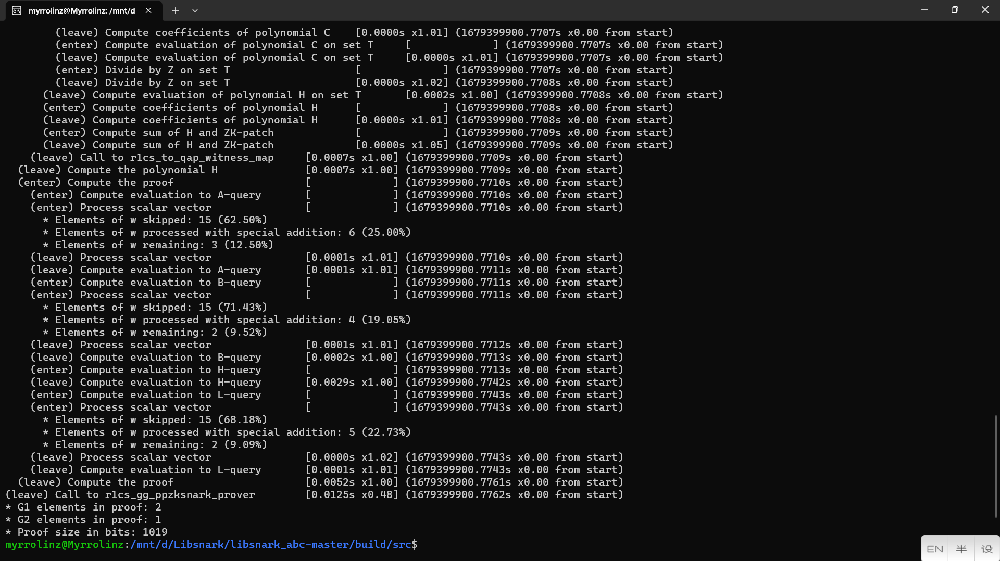 myrrolinz@Myrrolinz: /mnt/d
(leave) Compute coefficients of polynomial C    [0.0000s x1.01] (1679399900.7707s x0.00 from start)
(enter) Compute evaluation of polynomial C on set T     [             ] (1679399900.7707s x0.00 from start)
(leave) Compute evaluation of polynomial C on set T     [0.0000s x1.01] (1679399900.7707s x0.00 from start)
(enter) Divide by Z on set T                    [             ] (1679399900.7707s x0.00 from start)
(leave) Divide by Z on set T                    [0.0000s x1.02] (1679399900.7708s x0.00 from start)
(leave) Compute evaluation of polynomial H on set T       [0.0002s x1.00] (1679399900.7708s x0.00 from start)
(enter) Compute coefficients of polynomial H      [             ] (1679399900.7708s x0.00 from start)
(leave) Compute coefficients of polynomial H      [0.0000s x1.01] (1679399900.7708s x0.00 from start)
(enter) Compute sum of H and ZK-patch             [             ] (1679399900.7709s x0.00 from start)
(leave) Compute sum of H and ZK-patch             [0.0000s x1.05] (1679399900.7709s x0.00 from start)
(leave) Call to r1cs_to_qap_witness_map     [0.0007s x1.00] (1679399900.7709s x0.00 from start)
(leave) Compute the polynomial H              [0.0007s x1.00] (1679399900.7709s x0.00 from start)
(enter) Compute the proof                     [             ] (1679399900.7710s x0.00 from start)
(enter) Compute evaluation to A-query       [             ] (1679399900.7710s x0.00 from start)
(enter) Process scalar vector               [             ] (1679399900.7710s x0.00 from start)
* Elements of w skipped: 15 (62.50%)
* Elements of w processed with special addition: 6 (25.00%)
* Elements of w remaining: 3 (12.50%)
(leave) Process scalar vector               [0.0001s x1.01] (1679399900.7710s x0.00 from start)
(leave) Compute evaluation to A-query       [0.0001s x1.01] (1679399900.7711s x0.00 from start)
(enter) Compute evaluation to B-query       [             ] (1679399900.7711s x0.00 from start)
(enter) Process scalar vector               [             ] (1679399900.7711s x0.00 from start)
* Elements of w skipped: 15 (71.43%)
* Elements of w processed with special addition: 4 (19.05%)
* Elements of w remaining: 2 (9.52%)
(leave) Process scalar vector               [0.0001s x1.01] (1679399900.7712s x0.00 from start)
(leave) Compute evaluation to B-query       [0.0002s x1.00] (1679399900.7713s x0.00 from start)
(enter) Compute evaluation to H-query       [             ] (1679399900.7713s x0.00 from start)
(leave) Compute evaluation to H-query       [0.0029s x1.00] (1679399900.7742s x0.00 from start)
(enter) Compute evaluation to L-query       [             ] (1679399900.7743s x0.00 from start)
(enter) Process scalar vector               [             ] (1679399900.7743s x0.00 from start)
* Elements of w skipped: 15 (68.18%)
* Elements of w processed with special addition: 5 (22.73%)
* Elements of w remaining: 2 (9.09%)
(leave) Process scalar vector               [0.0000s x1.02] (1679399900.7743s x0.00 from start)
(leave) Compute evaluation to L-query       [0.0001s x1.01] (1679399900.7743s x0.00 from start)
(leave) Compute the proof                     [0.0052s x1.00] (1679399900.7761s x0.00 from start)
(leave) Call to r1cs_gg_ppzksnark_prover        [0.0125s x0.48] (1679399900.7762s x0.00 from start)
* G1 elements in proof: 2
* G2 elements in proof: 1
* Proof size in bits: 1019
myrrolinz@Myrrolinz:/mnt/d/Libsnark/libsnark_abc-master/build/src$
EN 半 设